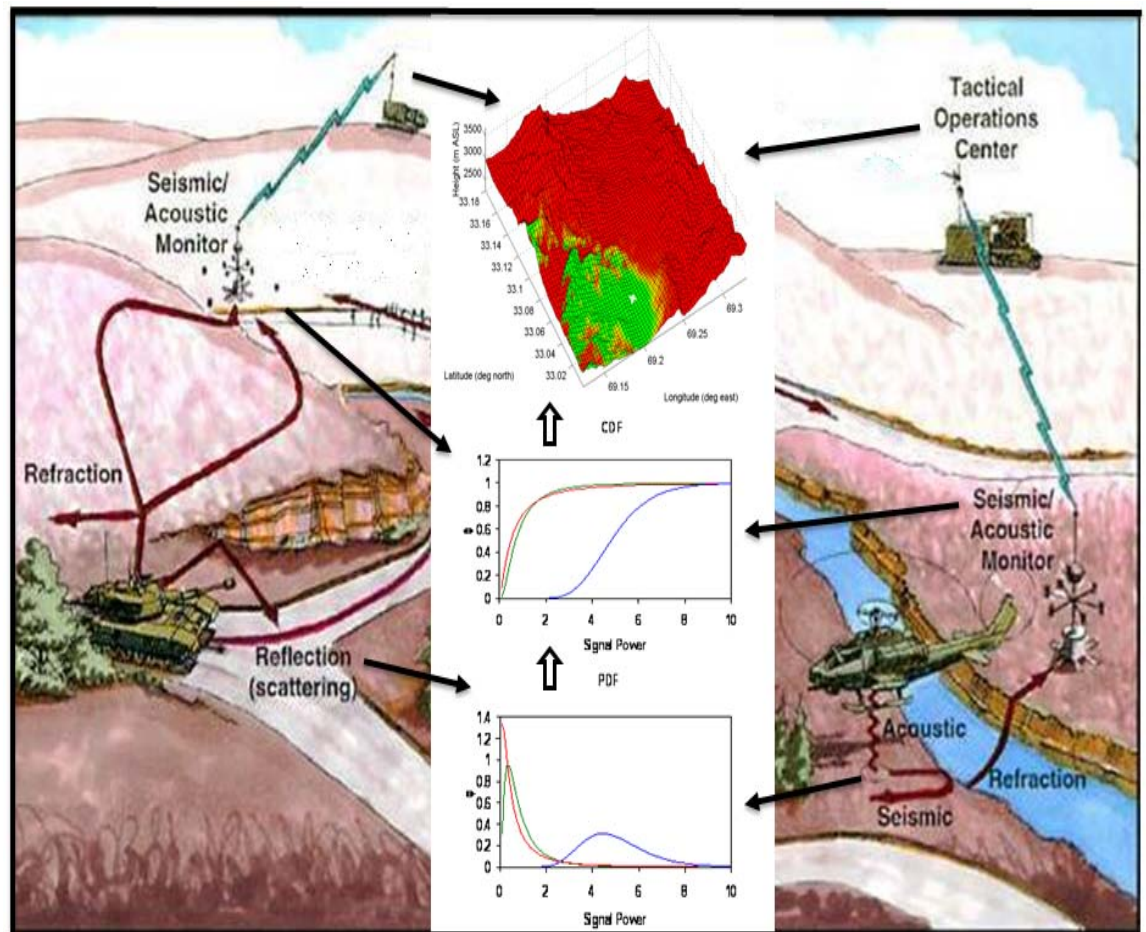 Seismic/
Acoustic
Monitor
Refraction
Reflection
(scattering)
Height (m ASL)
3500
3000
2500
33.18
33.16
33.14
33.12
33.1
33.08
33.06
33.04
33.02
Latitude (deg north)
69.15
69.2
69.25
69.3
Longitude (deg east)
CDF
1.2
1
0.8
0.6
0.4
0.2
0
0
2
4
6
8
10
Signal Power
PDF
1.4
1.2
1
0.8
0.6
0.4
0.2
0
0
2
4
6
8
10
Signal Power
Tactical
Operations
Center
Seismic/
Acoustic
Monitor
Acoustic
Refraction
Seismic